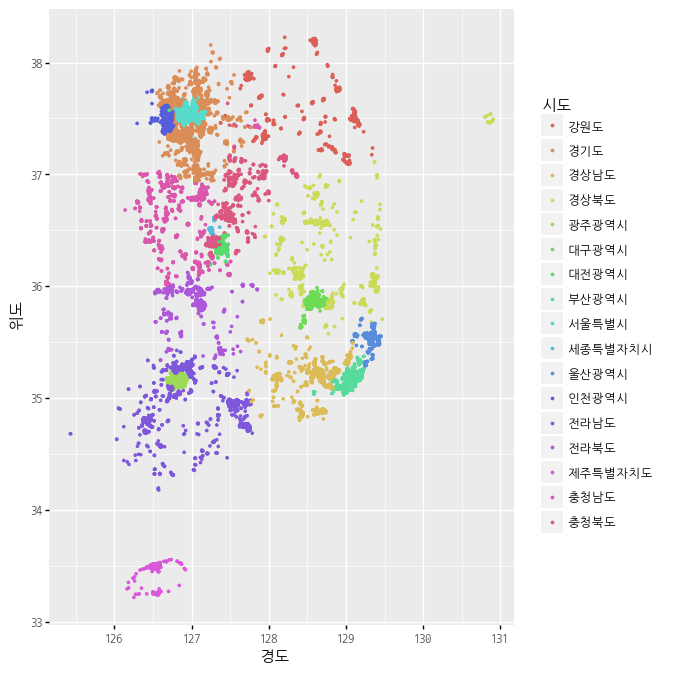 38
37
36
35
34
33
위도
126
127
128
129
130
131
경도
시도
강원도
경기도
경상남도
경상북도
광주광역시
대구광역시
대전광역시
부산광역시
서울특별시
세종특별자치시
울산광역시
인천광역시
전라남도
전라북도
제주특별자치도
충청남도
충청북도